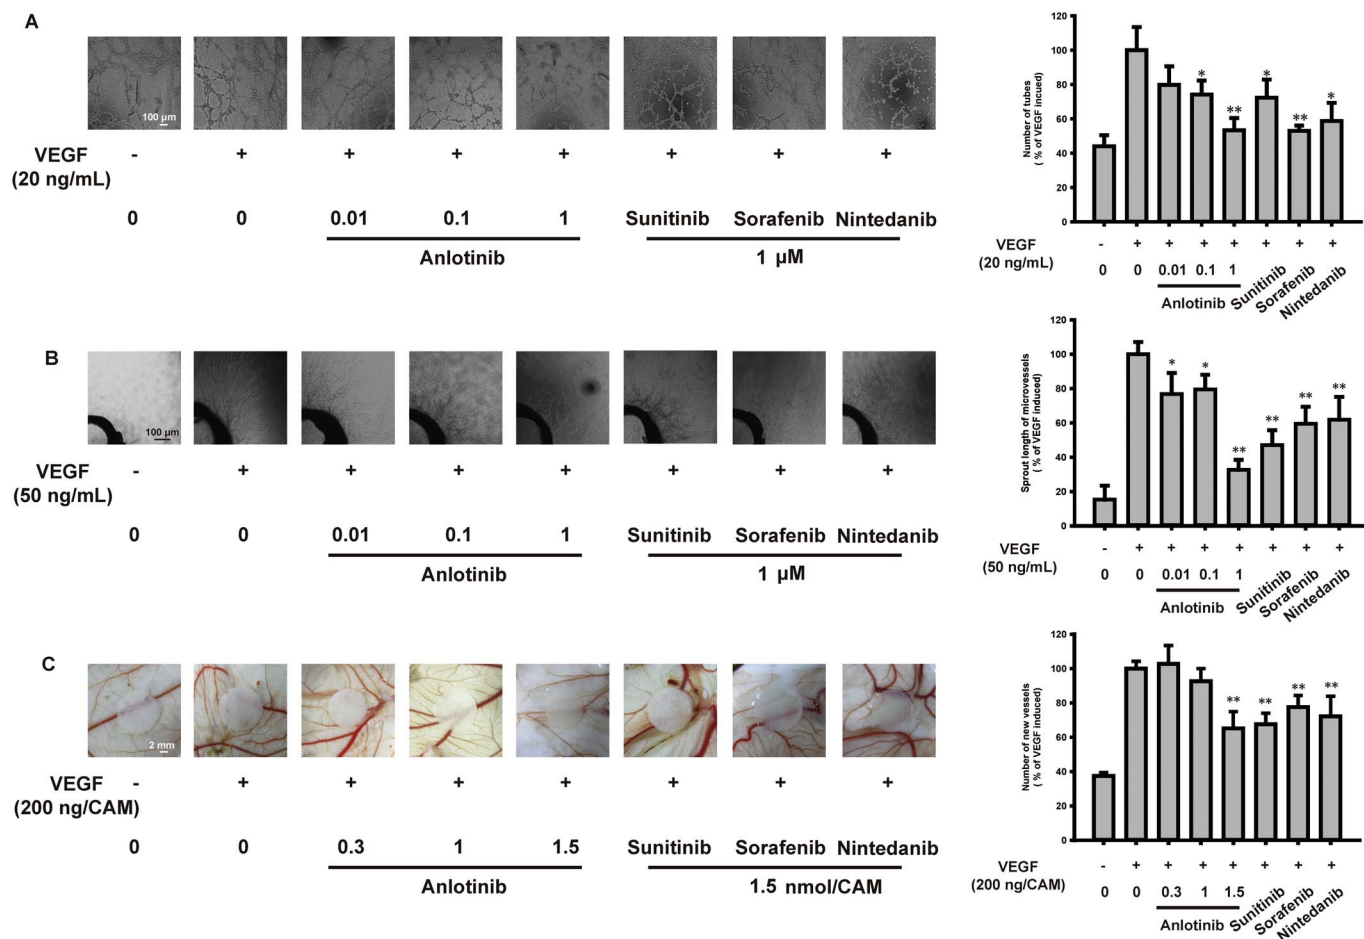 A
100 μm
VEGF - + + + + + + +
(20 ng/mL)
0 0 0.01 0.1 1 Sunitinib Sorafenib Nintedanib
Anlotinib 1 μM
Number of tubes
( % of VEGF incued)
120
100
80
60
40
20
0
* ** * ** *
VEGF - + + + + + + +
(20 ng/mL)
0 0 0.01 0.1 1 Sunitinib Sorafenib Nintedanib
Anlotinib
B
100 μm
VEGF - + + + + + + +
(50 ng/mL)
0 0 0.01 0.1 1 Sunitinib Sorafenib Nintedanib
Anlotinib 1 μM
Sprout length of microvessels
( % of VEGF induced)
120
100
80
60
40
20
0
* * ** ** ** **
VEGF - + + + + + + +
(50 ng/mL)
0 0 0.01 0.1 1 Sunitinib Sorafenib Nintedanib
Anlotinib
C
2 mm
VEGF - + + + + + + +
(200 ng/CAM)
0 0 0.3 1 1.5 Sunitinib Sorafenib Nintedanib
Anlotinib 1.5 nmol/CAM
Number of new vessels
( % of VEGF induced)
120
100
80
60
40
20
0
** ** ** **
VEGF - + + + + + + +
(200 ng/CAM)
0 0 0.3 1 1.5 Sunitinib Sorafenib Nintedanib
Anlotinib